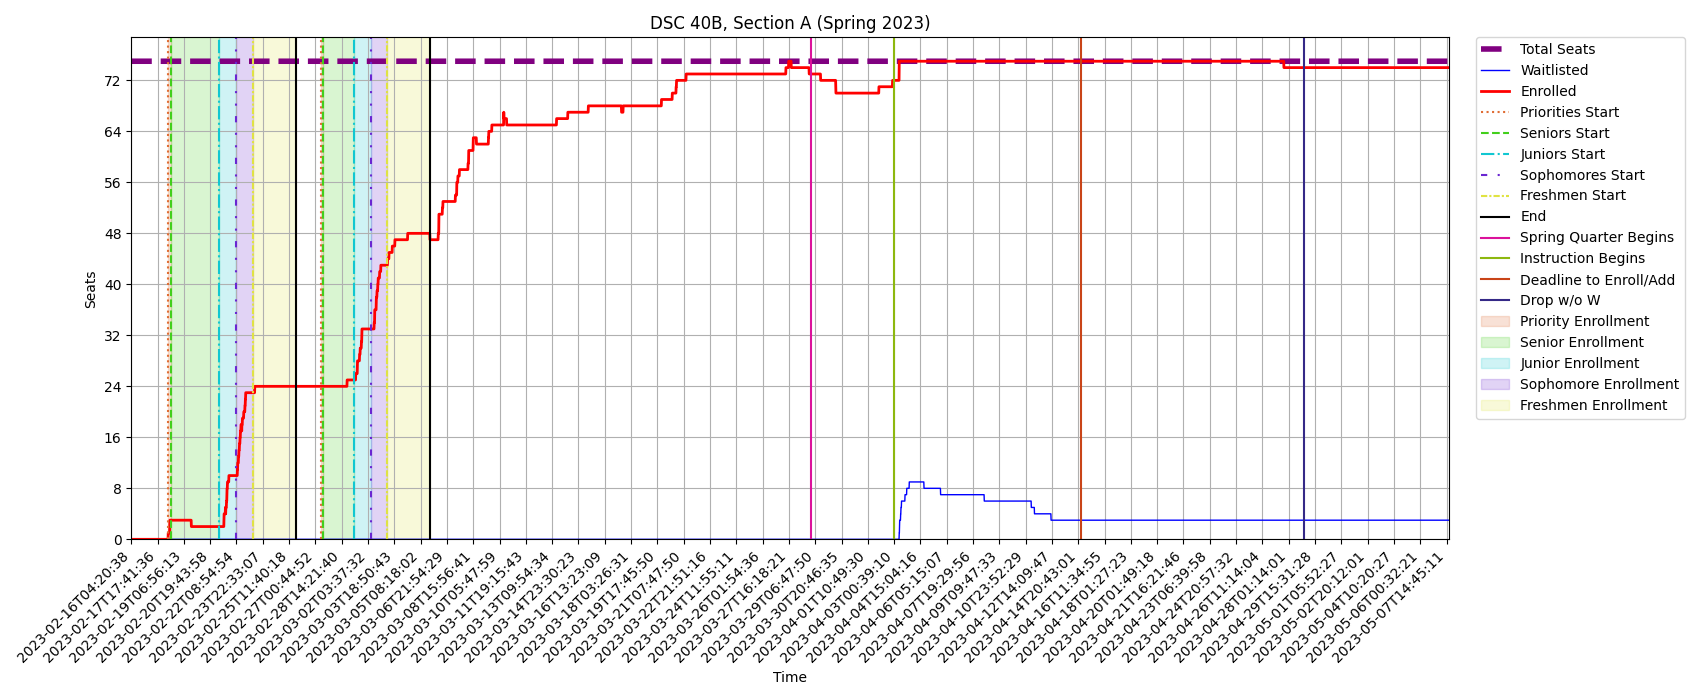 DSC 40B, Section A (Spring 2023)
Seats
72
64
56
48
40
32
24
16
8
0
2023-02-16T04:20:38
2023-02-17T17:41:36
2023-02-19T06:56:13
2023-02-20T19:43:58
2023-02-22T08:54:54
2023-02-23T22:33:07
2023-02-25T11:40:18
2023-02-27T00:44:52
2023-02-28T14:21:40
2023-03-02T03:37:32
2023-03-03T18:50:43
2023-03-05T08:18:02
2023-03-06T21:54:29
2023-03-08T15:56:41
2023-03-10T05:47:59
2023-03-11T19:15:43
2023-03-13T09:54:34
2023-03-14T23:30:23
2023-03-16T13:23:09
2023-03-18T03:26:31
2023-03-19T17:45:50
2023-03-21T07:47:50
2023-03-22T21:51:16
2023-03-24T11:55:11
2023-03-26T01:54:36
2023-03-27T16:18:21
2023-03-29T06:47:50
2023-03-30T20:46:35
2023-04-01T10:49:30
2023-04-03T00:39:10
2023-04-04T15:04:16
2023-04-06T05:15:07
2023-04-07T19:29:56
2023-04-09T09:47:33
2023-04-10T23:52:29
2023-04-12T14:09:47
2023-04-14T20:43:01
2023-04-16T11:34:55
2023-04-18T01:27:23
2023-04-20T01:49:18
2023-04-21T16:21:46
2023-04-23T06:39:58
2023-04-24T20:57:32
2023-04-26T11:14:04
2023-04-28T01:14:01
2023-04-29T15:31:28
2023-05-01T05:52:27
2023-05-02T20:12:01
2023-05-04T10:20:27
2023-05-06T00:32:21
2023-05-07T14:45:11
Time
Total Seats
Waitlisted
Enrolled
Priorities Start
Seniors Start
Juniors Start
Sophomores Start
Freshmen Start
End
Spring Quarter Begins
Instruction Begins
Deadline to Enroll/Add
Drop w/o W
Priority Enrollment
Senior Enrollment
Junior Enrollment
Sophomore Enrollment
Freshmen Enrollment